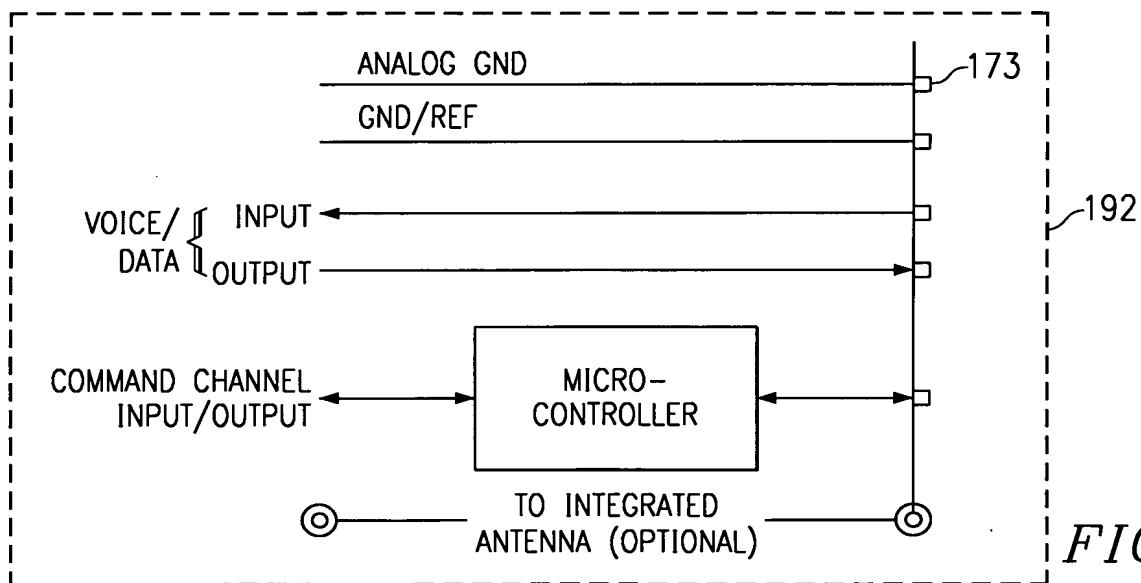 ANALOG GND
173
GND/REF
192
VOICE/
DATA
INPUT
OUTPUT
COMMAND CHANNEL
INPUT/OUTPUT
MICRO-
CONTROLLER
TO INTEGRATED
ANTENNA (OPTIONAL)
FIG